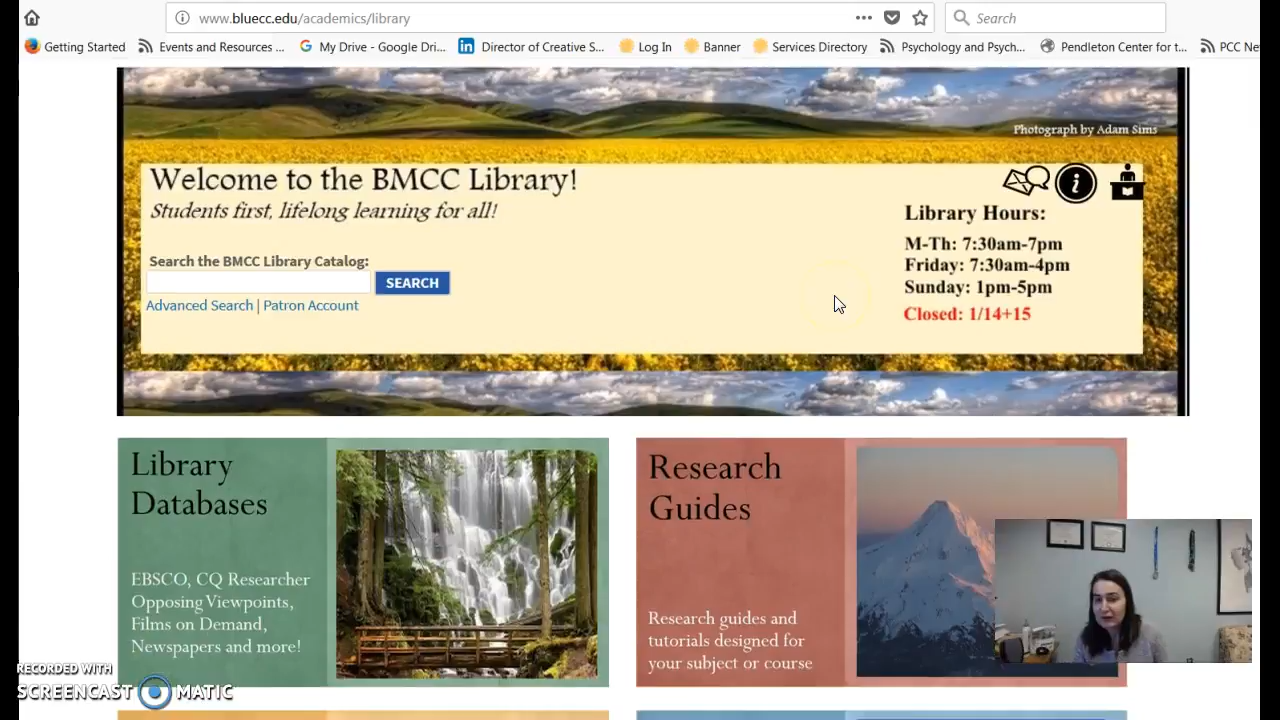 www.bluecc.edu/academics/library
Search
Getting Started
Events and Resources ...
My Drive - Google Dri...
Director of Creative S...
Log In
Banner
Services Directory
Psychology and Psych...
Pendleton Center for t...
PCC Ne
Photograph by Adam Sims
Welcome to the BMCC Library!
Students first, lifelong learning for all!
Search the BMCC Library Catalog:
SEARCH
Advanced Search | Patron Account
Library Hours:
M-Th: 7:30am-7pm
Friday: 7:30am-4pm
Sunday: 1pm-5pm
Closed: 1/14+15
Library
Databases
EBSCO, CQ Researcher
Opposing Viewpoints,
Films on Demand,
Newspapers and more!
Research
Guides
Research guides and
tutorials designed for
your subject or course
RECORDED WITH
SCREENCAST MATIC